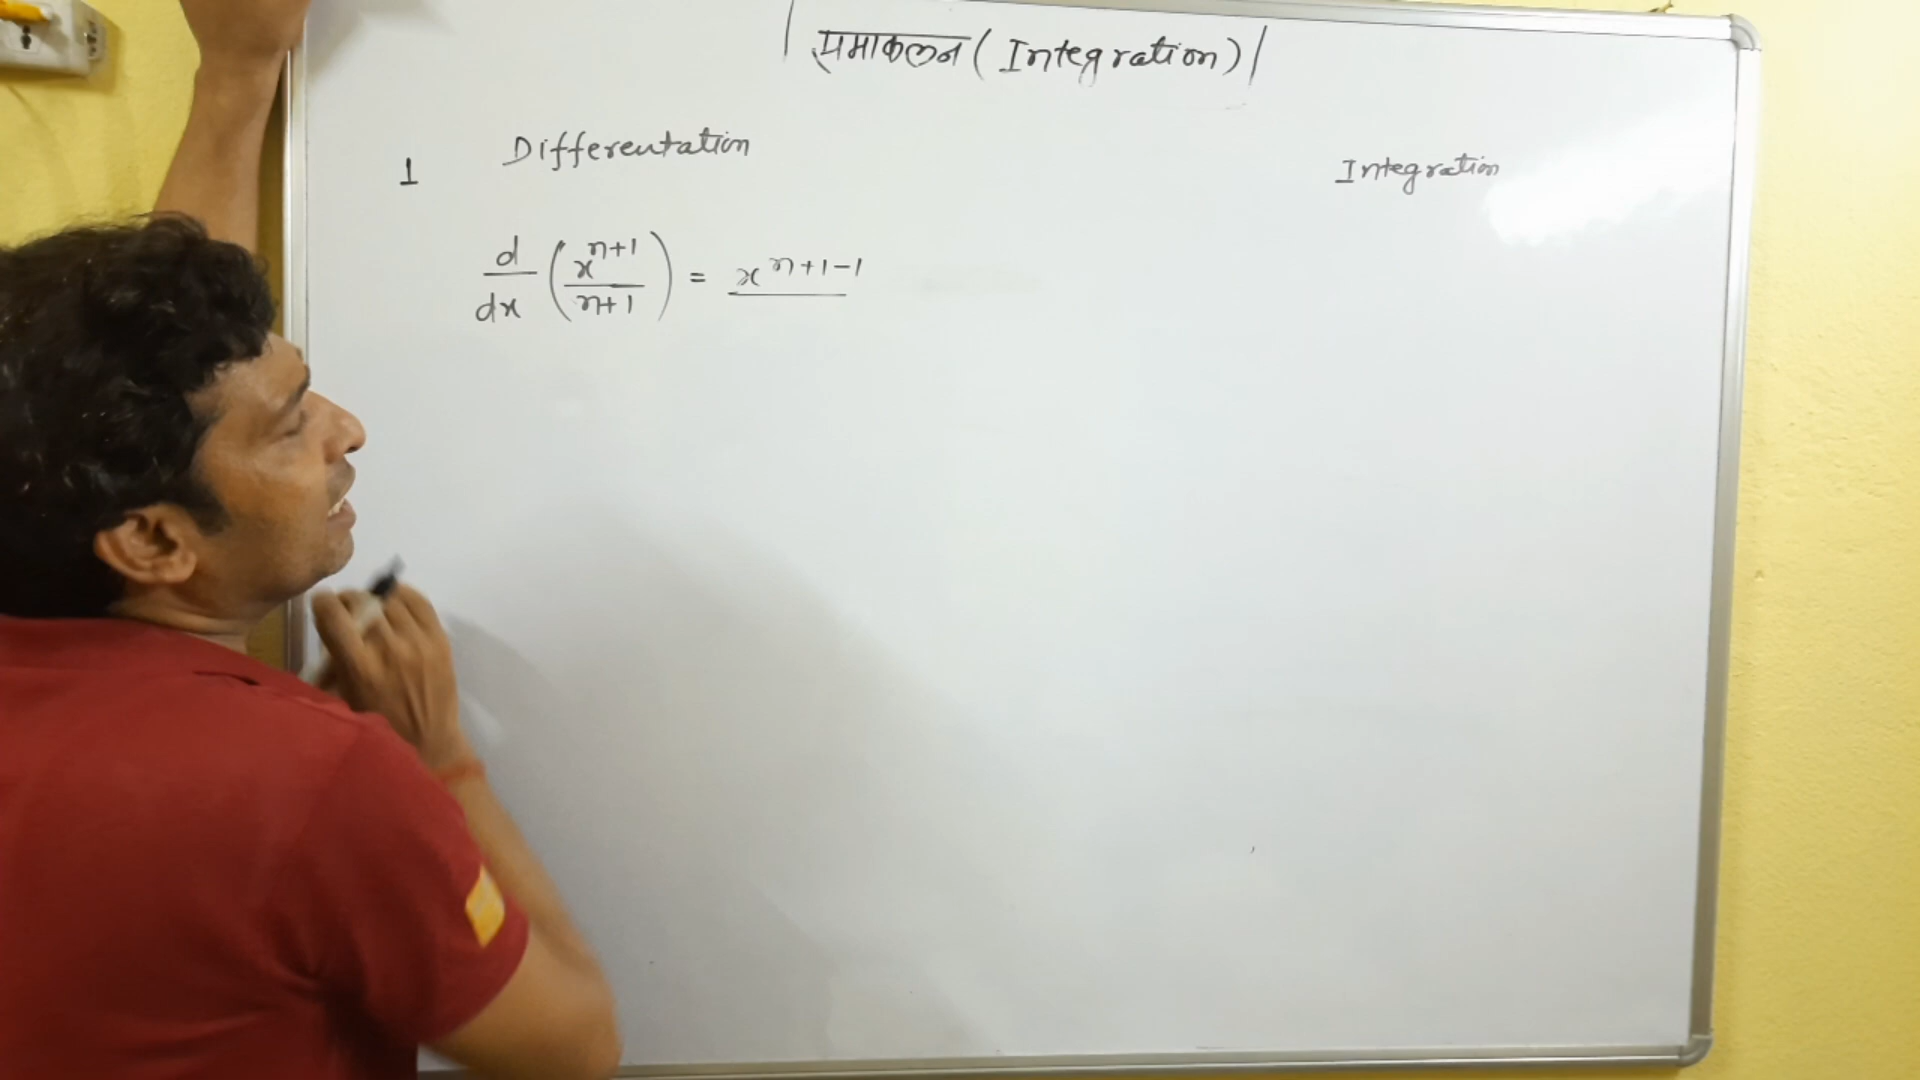 | समाकलन ( Integration ) |
1 Differentation
Integration
d/dx (x^{n+1}/n+1) = x^{n+1-1}